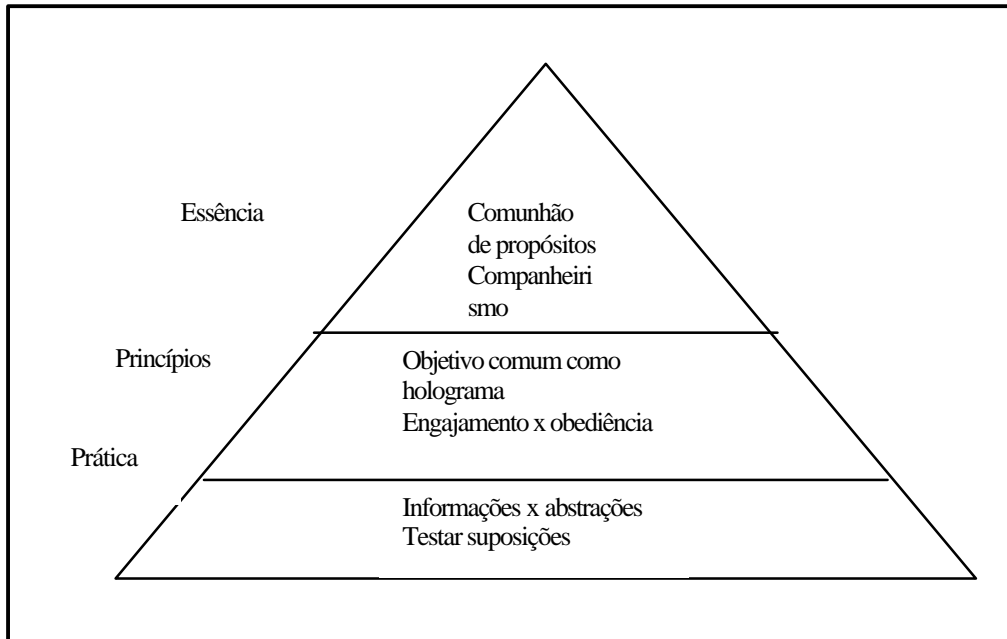 Essência
Comunhão
de propósitos
Companheiri
smo
Princípios
Objetivo comum como
holograma
Engajamento x obediência
Prática
Informações x abstrações
Testar suposições